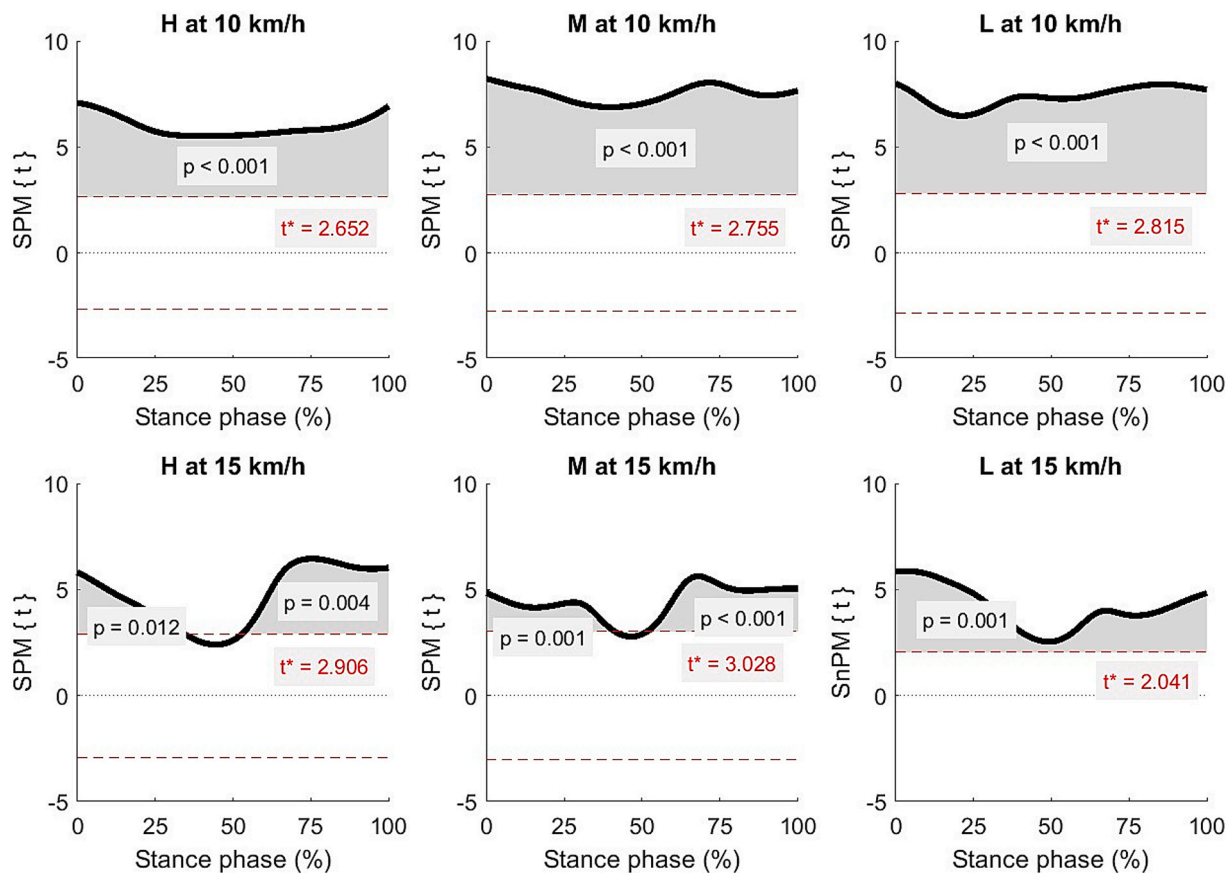 H at 10 km/h
10
5
0
-5
SPM { t }
p < 0.001
t* = 2.652
0 25 50 75 100
Stance phase (%)
M at 10 km/h
10
5
0
-5
SPM { t }
p < 0.001
t* = 2.755
0 25 50 75 100
Stance phase (%)
L at 10 km/h
10
5
0
-5
SPM { t }
p < 0.001
t* = 2.815
0 25 50 75 100
Stance phase (%)
H at 15 km/h
10
5
0
-5
SPM { t }
p = 0.004
p = 0.012
t* = 2.906
0 25 50 75 100
Stance phase (%)
M at 15 km/h
10
5
0
-5
SPM { t }
p < 0.001
p = 0.001
t* = 3.028
0 25 50 75 100
Stance phase (%)
L at 15 km/h
10
5
0
-5
SnPM { t }
p = 0.001
t* = 2.041
0 25 50 75 100
Stance phase (%)